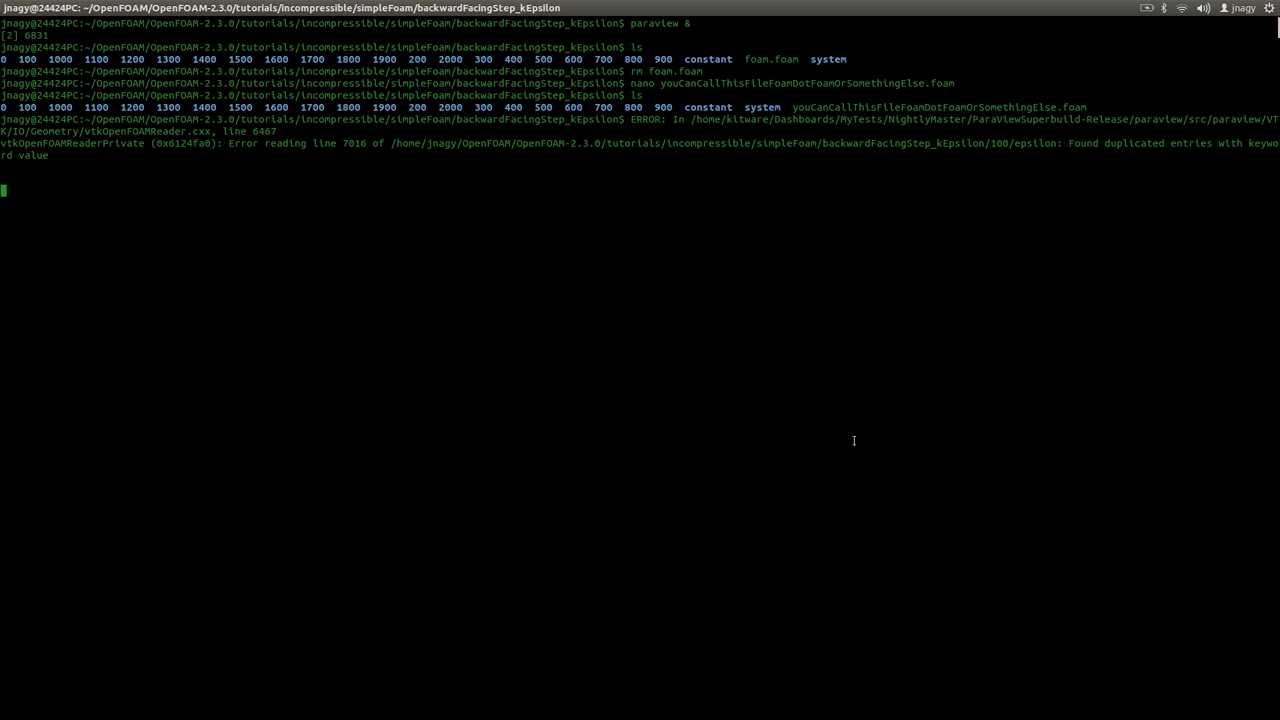 jnagy@24424PC: ~/OpenFOAM/OpenFOAM-2.3.0/tutorials/incompressible/simpleFoam/backwardFacingStep_kEpsilon jnagy
jnagy@24424PC:~/OpenFOAM/OpenFOAM-2.3.0/tutorials/incompressible/simpleFoam/backwardFacingStep_kEpsilon$ paraview &
[2] 6831
jnagy@24424PC:~/OpenFOAM/OpenFOAM-2.3.0/tutorials/incompressible/simpleFoam/backwardFacingStep_kEpsilon$ ls
0 100 1000 1100 1200 1300 1400 1500 1600 1700 1800 1900 200 2000 300 400 500 600 700 800 900 constant foam.foam system
jnagy@24424PC:~/OpenFOAM/OpenFOAM-2.3.0/tutorials/incompressible/simpleFoam/backwardFacingStep_kEpsilon$ rm foam.foam
jnagy@24424PC:~/OpenFOAM/OpenFOAM-2.3.0/tutorials/incompressible/simpleFoam/backwardFacingStep_kEpsilon$ nano youCanCallThisFileFoamDotFoamOrSomethingElse.foam
jnagy@24424PC:~/OpenFOAM/OpenFOAM-2.3.0/tutorials/incompressible/simpleFoam/backwardFacingStep_kEpsilon$ ls
0 100 1000 1100 1200 1300 1400 1500 1600 1700 1800 1900 200 2000 300 400 500 600 700 800 900 constant system youCanCallThisFileFoamDotFoamOrSomethingElse.foam
jnagy@24424PC:~/OpenFOAM/OpenFOAM-2.3.0/tutorials/incompressible/simpleFoam/backwardFacingStep_kEpsilon$ ERROR: In /home/kitware/Dashboards/MyTests/NightlyMaster/ParaViewSuperbuild-Release/paraview/src/paraview/VT
K/IO/Geometry/vtkOpenFOAMReader.cxx, line 6467
vtkOpenFOAMReaderPrivate (0x6124fa0): Error reading line 7016 of /home/jnagy/OpenFOAM/OpenFOAM-2.3.0/tutorials/incompressible/simpleFoam/backwardFacingStep_kEpsilon/100/epsilon: Found duplicated entries with keywo
rd value